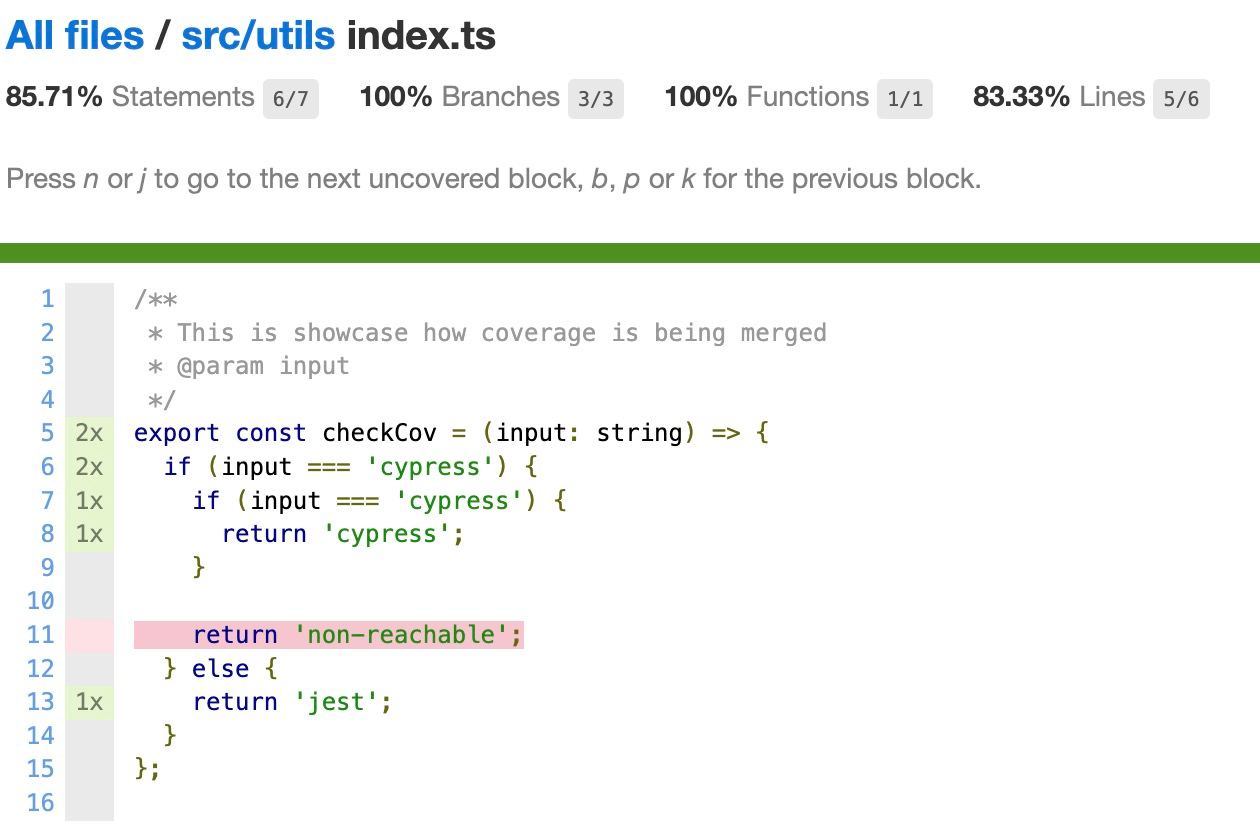 All files / src/utils index.ts
85.71% Statements 6/7 100% Branches 3/3 100% Functions 1/1 83.33% Lines 5/6
Press n or j to go to the next uncovered block, b, p or k for the previous block.
1 /**
2  * This is showcase how coverage is being merged
3  * @param input
4  */
5 2x export const checkCov = (input: string) => {
6 2x   if (input === 'cypress') {
7 1x     if (input === 'cypress') {
8 1x       return 'cypress';
9     }
10
11     return 'non-reachable';
12   } else {
13 1x     return 'jest';
14   }
15 };
16